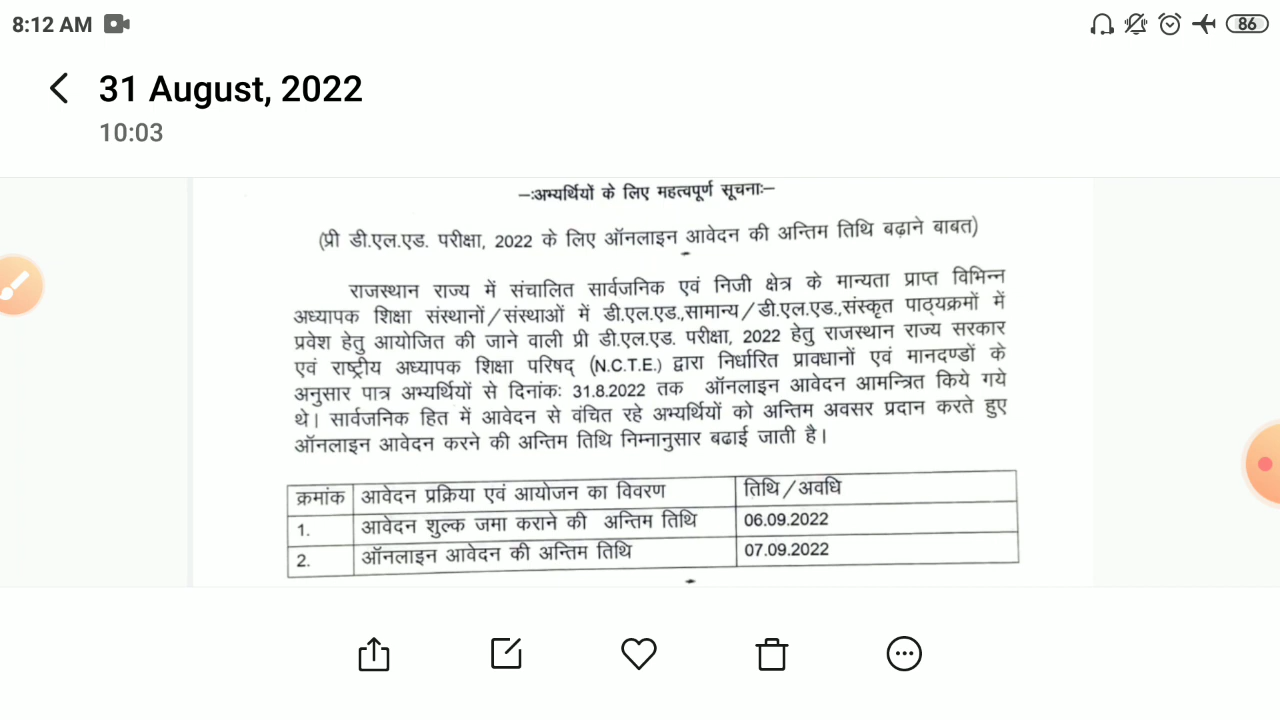 8:12 AM
86
31 August, 2022
10:03
–:अभ्यर्थियों के लिए महत्वपूर्ण सूचनाः–
(प्री डी.एल.एड. परीक्षा, 2022 के लिए ऑनलाइन आवेदन की अन्तिम तिथि बढ़ाने बाबत)
राजस्थान राज्य में संचालित सार्वजनिक एवं निजी क्षेत्र के मान्यता प्राप्त विभिन्न
अध्यापक शिक्षा संस्थानों/संस्थाओं में डी.एल.एड.,सामान्य/डी.एल.एड.,संस्कृत पाठ्यक्रमों में
प्रवेश हेतु आयोजित की जाने वाली प्री डी.एल.एड. परीक्षा, 2022 हेतु राजस्थान राज्य सरकार
एवं राष्ट्रीय अध्यापक शिक्षा परिषद् (N.C.T.E.) द्वारा निर्धारित प्रावधानों एवं मानदण्डों के
अनुसार पात्र अभ्यर्थियों से दिनांकः 31.8.2022 तक ऑनलाइन आवेदन आमन्त्रित किये गये
थे। सार्वजनिक हित में आवेदन से वंचित रहे अभ्यर्थियों को अन्तिम अवसर प्रदान करते हुए
ऑनलाइन आवेदन करने की अन्तिम तिथि निम्नानुसार बढाई जाती है।
क्रमांक आवेदन प्रक्रिया एवं आयोजन का विवरण तिथि/अवधि
1. आवेदन शुल्क जमा कराने की अन्तिम तिथि 06.09.2022
2. ऑनलाइन आवेदन की अन्तिम तिथि 07.09.2022